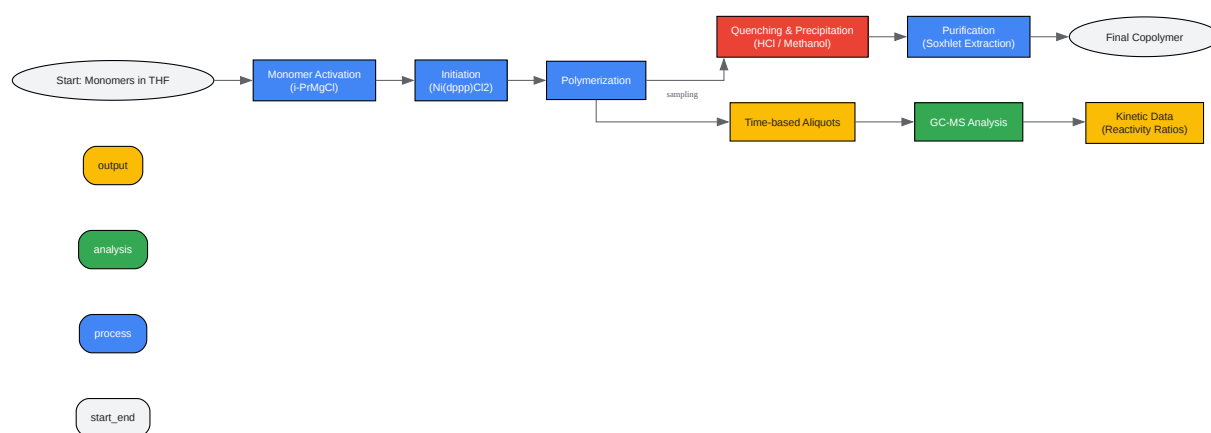 Start: Monomers in THF
Monomer Activation
(i-PrMgCl)
Initiation
(Ni(dppp)Cl2)
Polymerization
sampling
Quenching & Precipitation
(HCl / Methanol)
Purification
(Soxhlet Extraction)
Final Copolymer
Time-based Aliquots
GC-MS Analysis
Kinetic Data
(Reactivity Ratios)
output
analysis
process
start_end